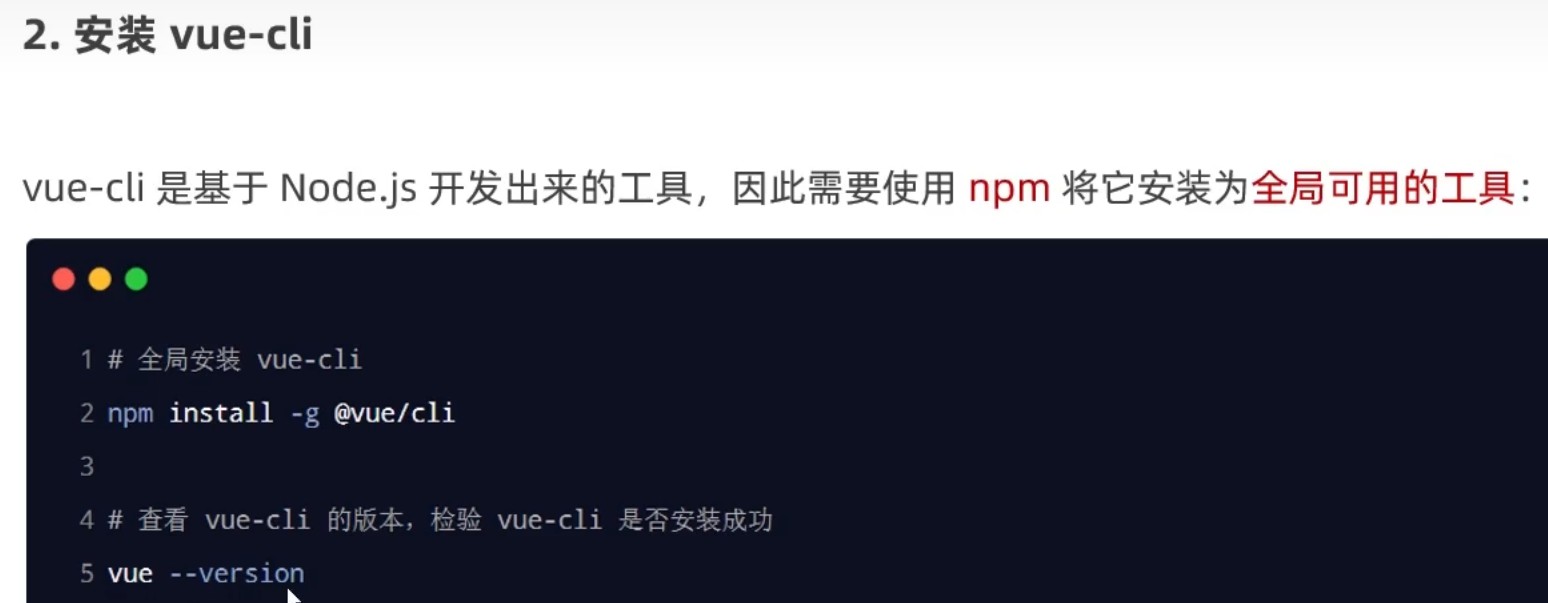 2. 安装 vue-cli
vue-cli 是基于 Node.js 开发出来的工具，因此需要使用 npm 将它安装为全局可用的工具：
1 # 全局安装 vue-cli
2 npm install -g @vue/cli
3
4 # 查看 vue-cli 的版本，检验 vue-cli 是否安装成功
5 vue --version